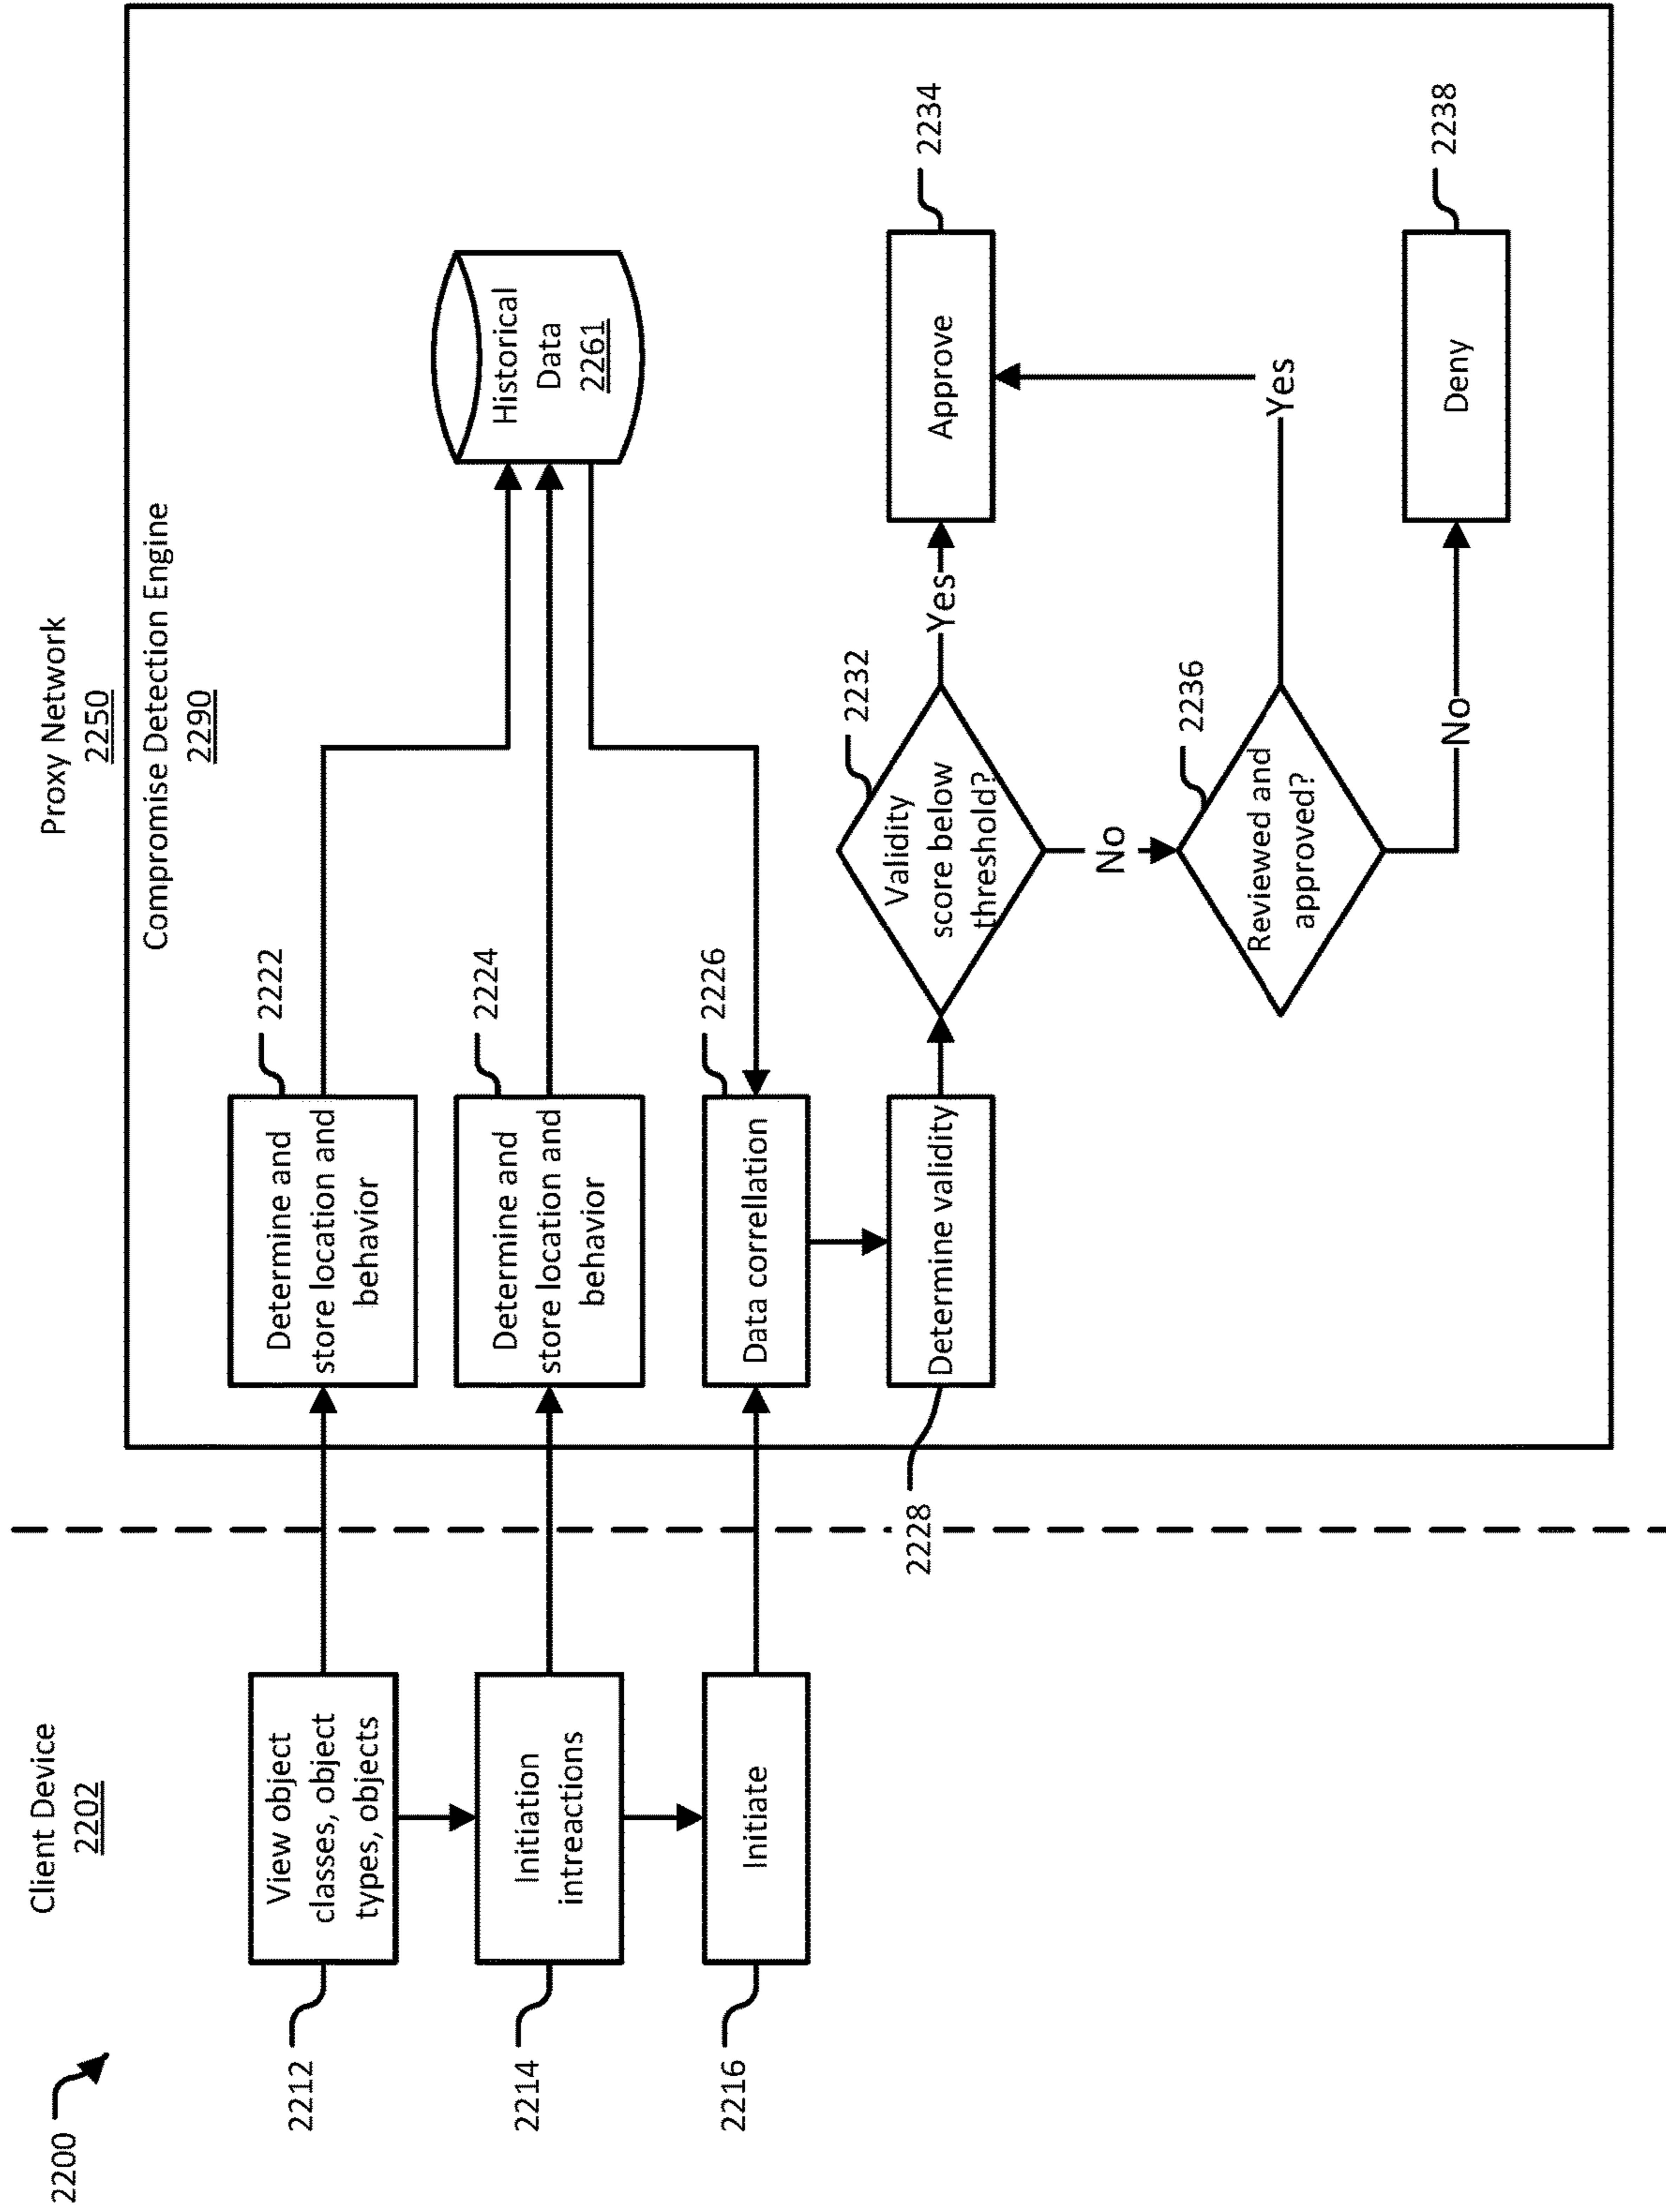 2200
Client Device
2202
Proxy Network
2250
Compromise Detection Engine
2290
2212
View object
classes, object
types, objects
2222
Determine and
store location and
behavior
2214
Initiation
intreactions
2224
Determine and
store location and
behavior
Historical
Data
2261
2216
Initiate
2226
Data correllation
2228
Determine validity
2232
Validity
score below
threshold?
Yes
2234
Approve
No
2236
Reviewed and
approved?
Yes
No
2238
Deny